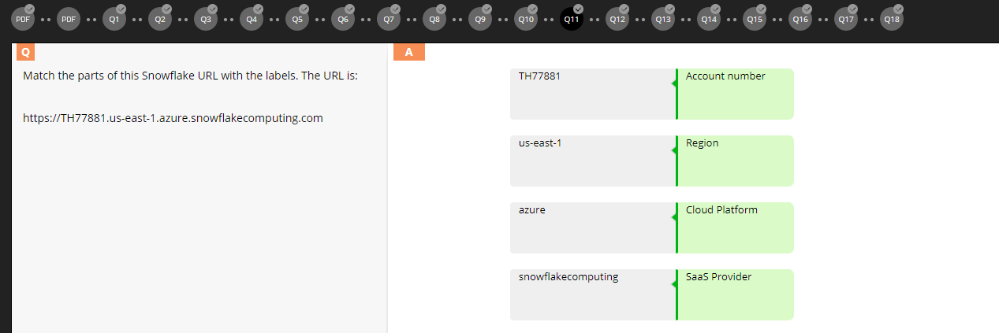 PDF PDF Q1 Q2 Q3 Q4 Q5 Q6 Q7 Q8 Q9 Q10 Q11 Q12 Q13 Q14 Q15 Q16 Q17 Q18
Q
Match the parts of this Snowflake URL with the labels. The URL is:
https://TH77881.us-east-1.azure.snowflakecomputing.com
A
TH77881 Account number
us-east-1 Region
azure Cloud Platform
snowflakecomputing SaaS Provider